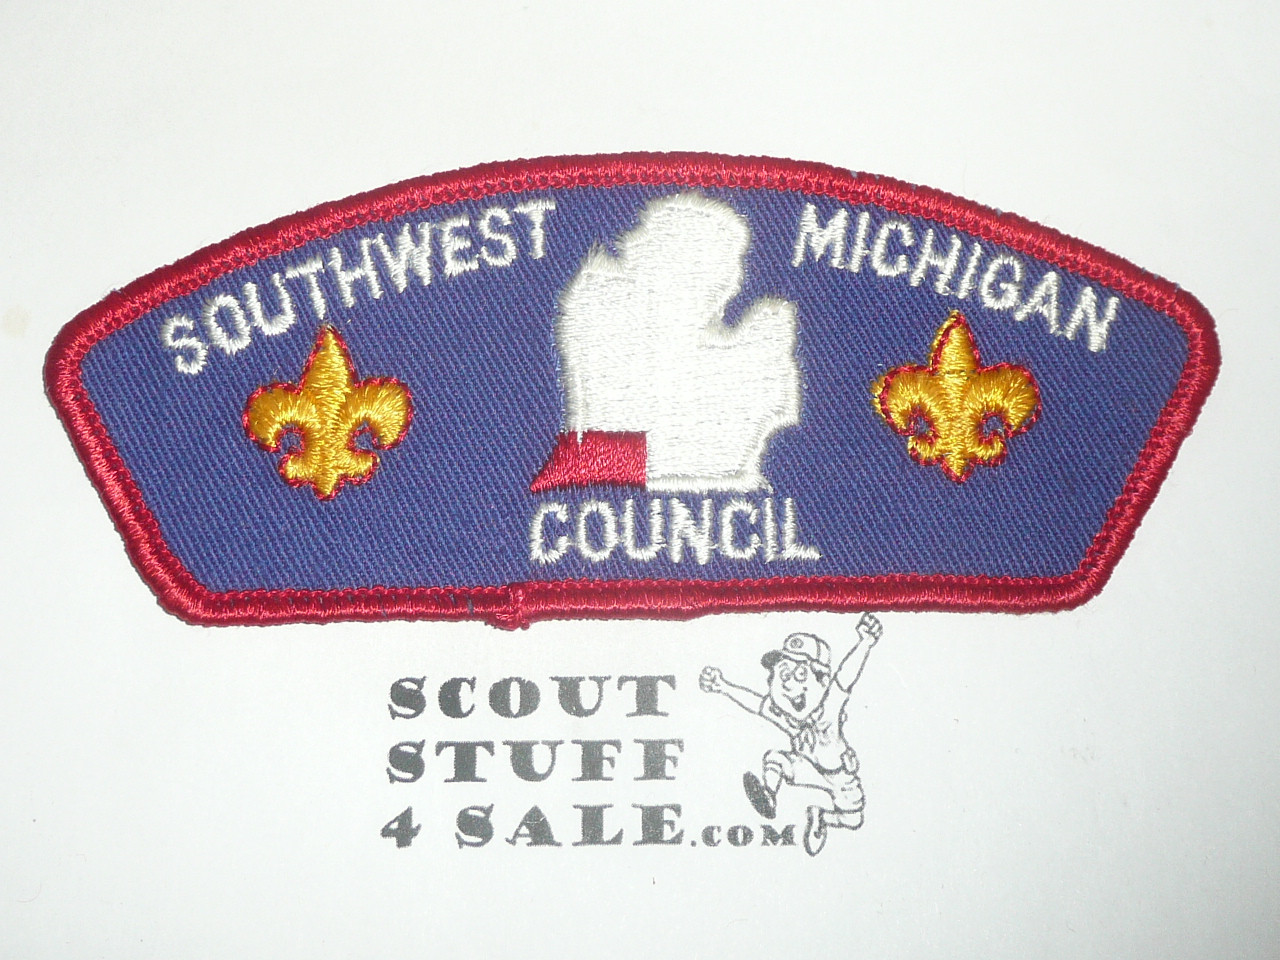 SOUTHWEST MICHIGAN
COUNCIL
SCOUT
STUFF
4 SALE.COM